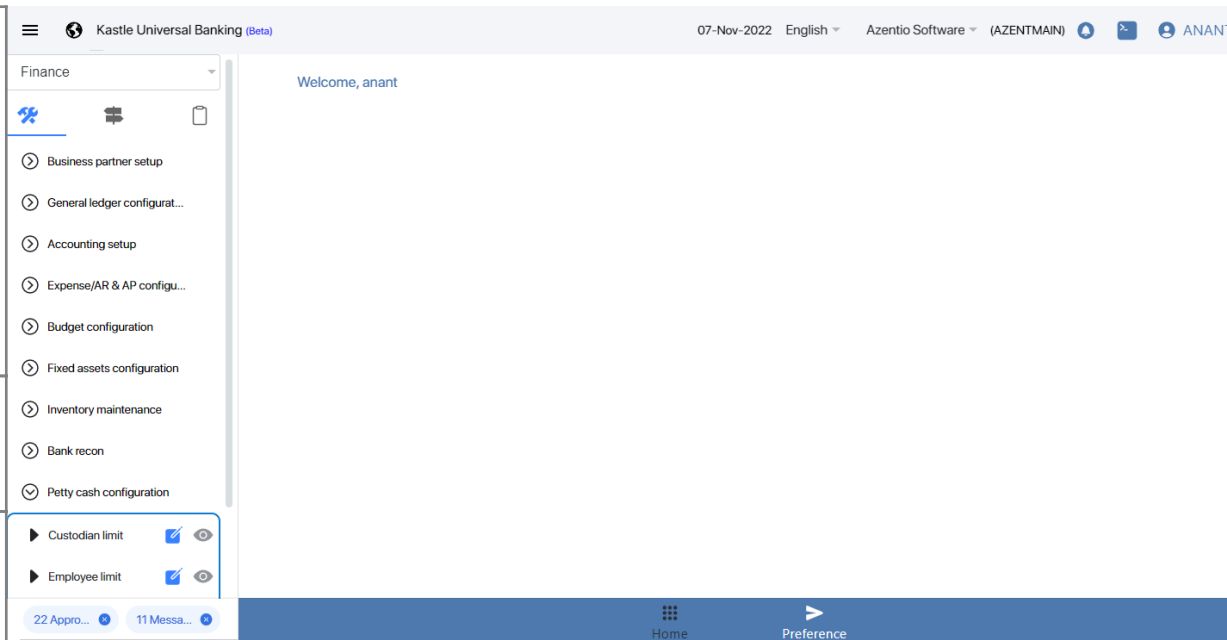 Kastle Universal Banking (Beta) 07-Nov-2022 English Azentio Software (AZENTMAIN) ANANT
Finance
Welcome, anant
Business partner setup
General ledger configurat...
Accounting setup
Expense/AR & AP configu...
Budget configuration
Fixed assets configuration
Inventory maintenance
Bank recon
Petty cash configuration
Custodian limit
Employee limit
22 Appro... 11 Messa... Home Preference